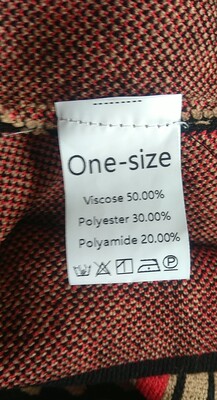 One-size
Viscose 50.00%
Polyester 30.00%
Polyamide 20.00%